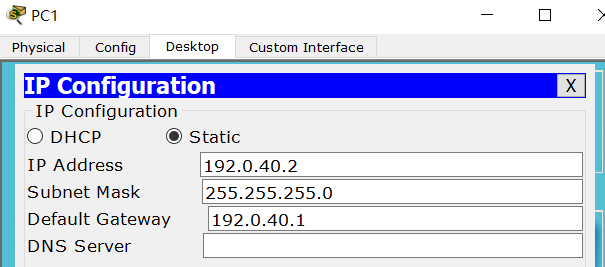 PC1
Physical Config Desktop Custom Interface
IP Configuration X
IP Configuration
DHCP Static
IP Address 192.0.40.2
Subnet Mask 255.255.255.0
Default Gateway 192.0.40.1
DNS Server